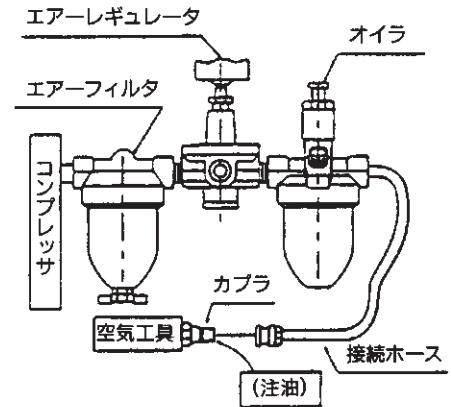 エアーレギュレータ
オイラ
エアーフィルタ
コンプレッサ
カプラ
空気工具
接続ホース
(注油)